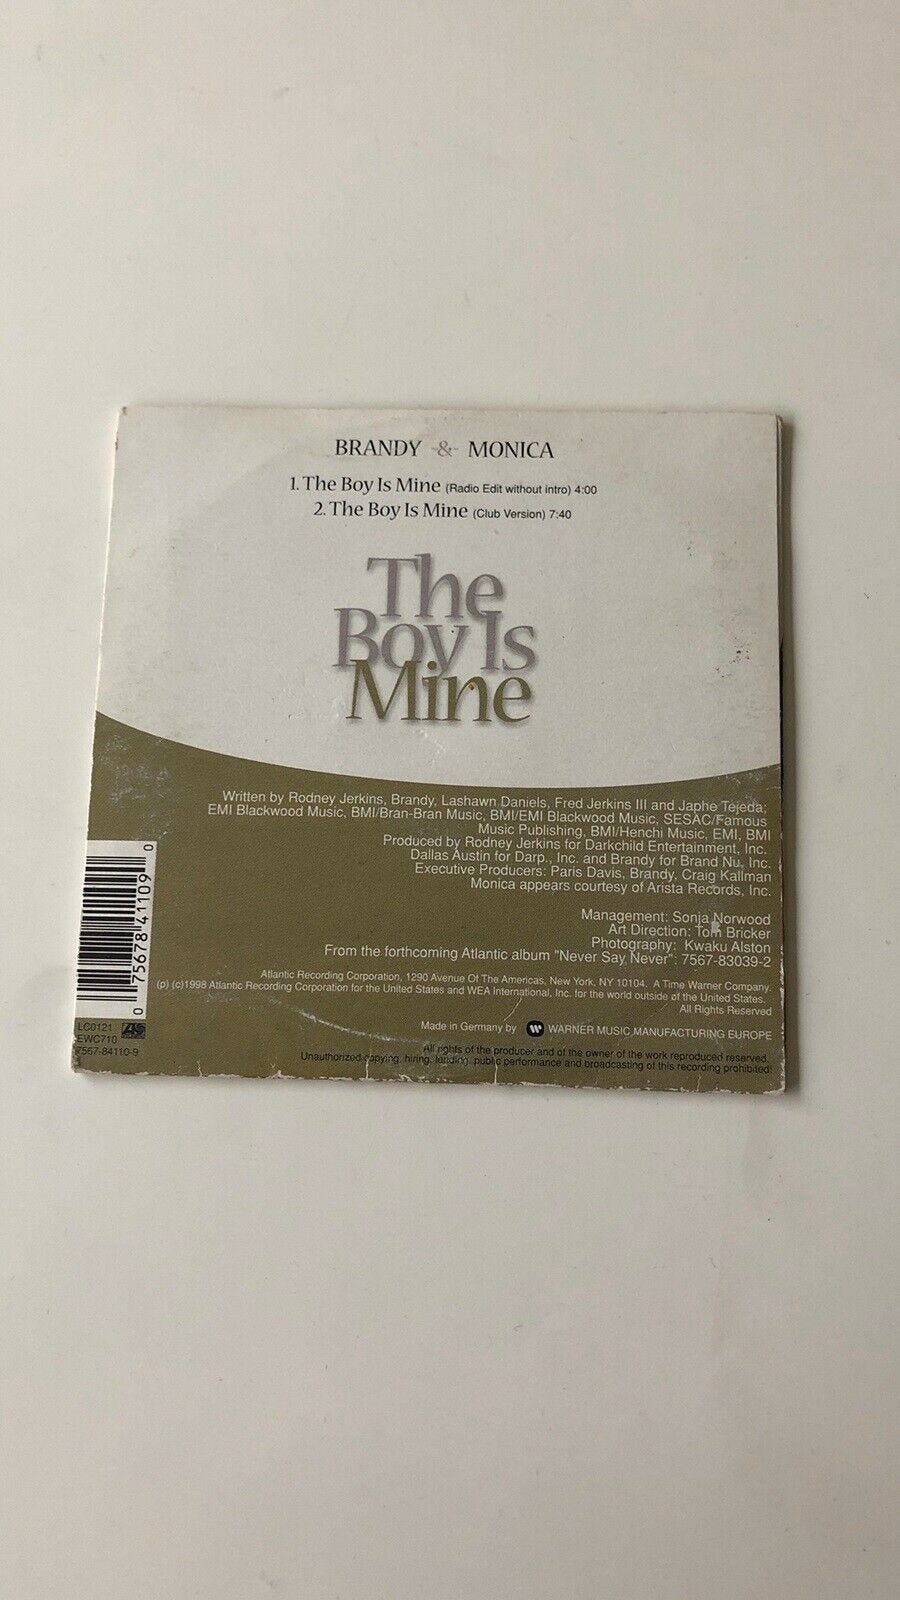 BRANDY & MONICA
1. The Boy Is Mine (Radio Edit without intro) 4:00
2. The Boy Is Mine (Club Version) 7:40
The
Boy Is
Mine
Written by Rodney Jerkins, Brandy, Lashawn Daniels, Fred Jerkins III and Japhe Tejeda;
EMI Blackwood Music, BMI/Bran-Bran Music, BMI/EMI Blackwood Music, SESAC/Famous
Music Publishing, BMI/Henchi Music, EMI, BMI
Produced by Rodney Jerkins for Darkchild Entertainment, Inc.
Dallas Austin for Darp., Inc. and Brandy for Brand Nu, Inc.
Executive Producers: Paris Davis, Brandy, Craig Kallman
Monica appears courtesy of Arista Records, Inc.
Management: Sonja Norwood
Art Direction: Tom Bricker
Photography: Kwaku Alston
From the forthcoming Atlantic album "Never Say Never": 7567-83039-2
Atlantic Recording Corporation, 1290 Avenue Of The Americas, New York, NY 10104. A Time Warner Company.
(p) (c)1998 Atlantic Recording Corporation for the United States and WEA International, Inc. for the world outside of the United States.
All Rights Reserved
Made in Germany by WARNER MUSIC MANUFACTURING EUROPE
All rights of the producer and of the owner of the work reproduced reserved.
Unauthorized copying, hiring, lending, public performance and broadcasting of this recording prohibited!
0 75678 41109 0
LC0121
EWC710
7567-84110-9